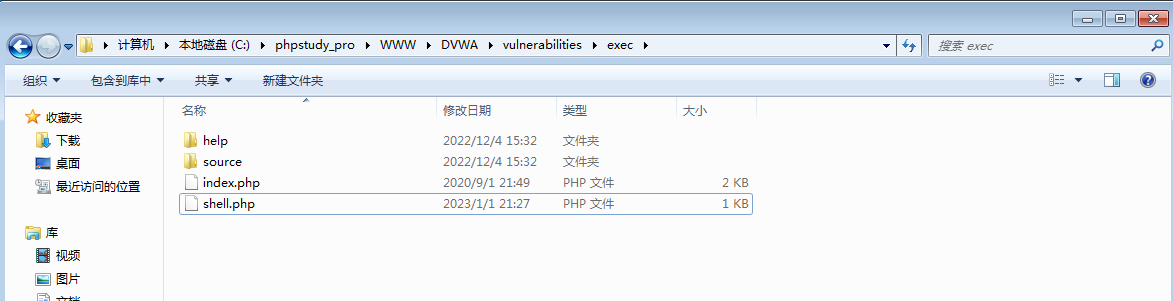 计算机 本地磁盘 (C:) phpstudy_pro WWW DVWA vulnerabilities exec 搜索 exec
组织 包含到库中 共享 新建文件夹
名称 修改日期 类型 大小
收藏夹
下载
桌面
最近访问的位置
库
视频
图片
文档
help 2022/12/4 15:32 文件夹
source 2022/12/4 15:32 文件夹
index.php 2020/9/1 21:49 PHP 文件 2 KB
shell.php 2023/1/1 21:27 PHP 文件 1 KB